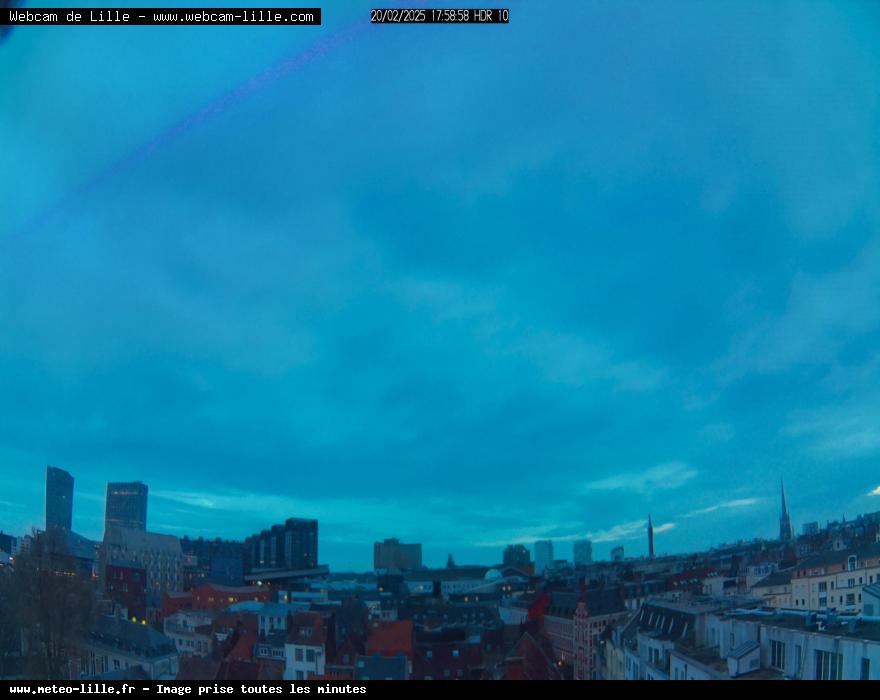 Webcam de Lille - www.webcam-lille.com
20/02/2025 17:58:58 HDR 10
www.meteo-lille.fr - Image prise toutes les minutes